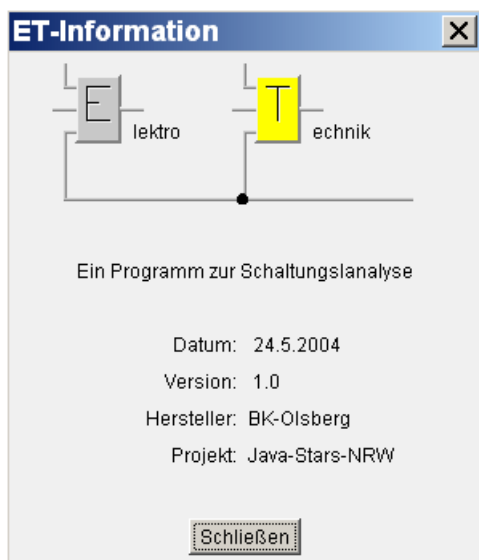 ET-Information
E lektro T echnik
Ein Programm zur Schaltungslanalyse
Datum: 24.5.2004
Version: 1.0
Hersteller: BK-Olsberg
Projekt: Java-Stars-NRW
Schließen